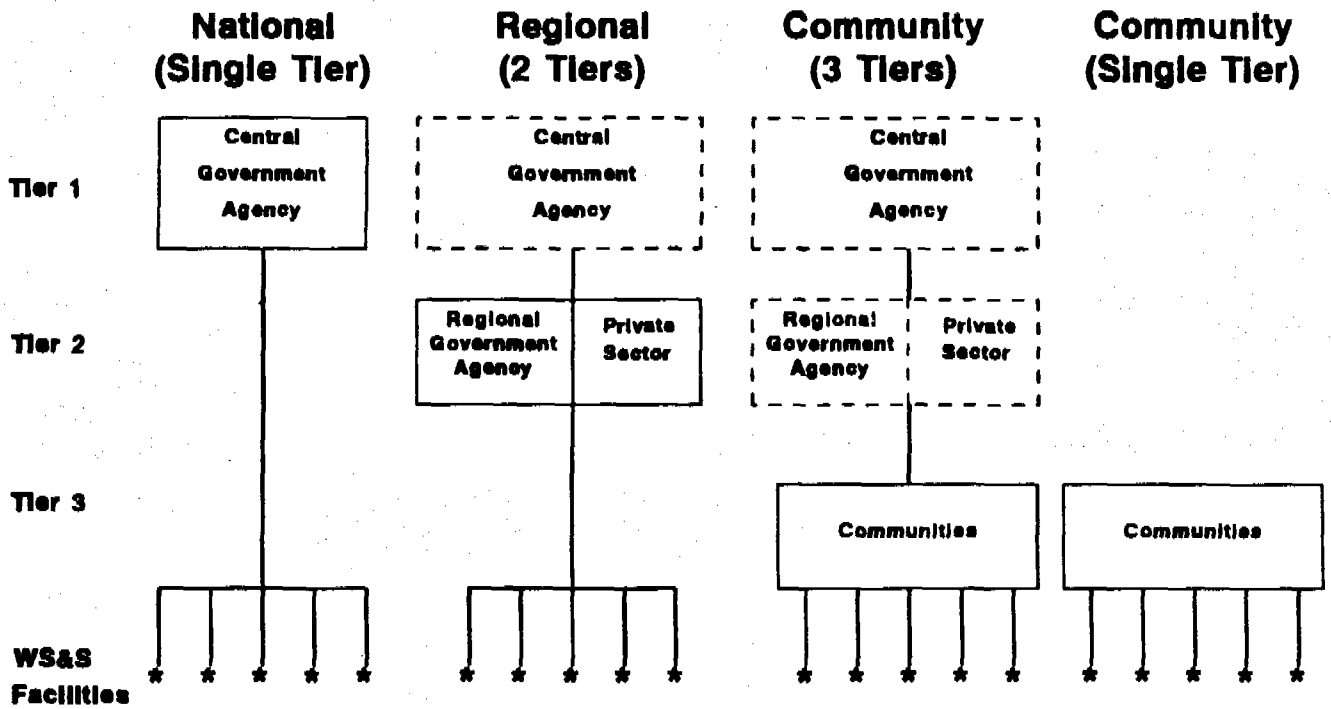 National
(Single Tier)
Regional
(2 Tiers)
Community
(3 Tiers)
Community
(Single Tier)
Tier 1
Central
Government
Agency
Central
Government
Agency
Central
Government
Agency
Tier 2
Regional
Government
Agency
Private
Sector
Regional
Government
Agency
Private
Sector
Tier 3
Communities
Communities
WS&S
Facilities
* * * * *
* * * * *
* * * * *
* * * * *